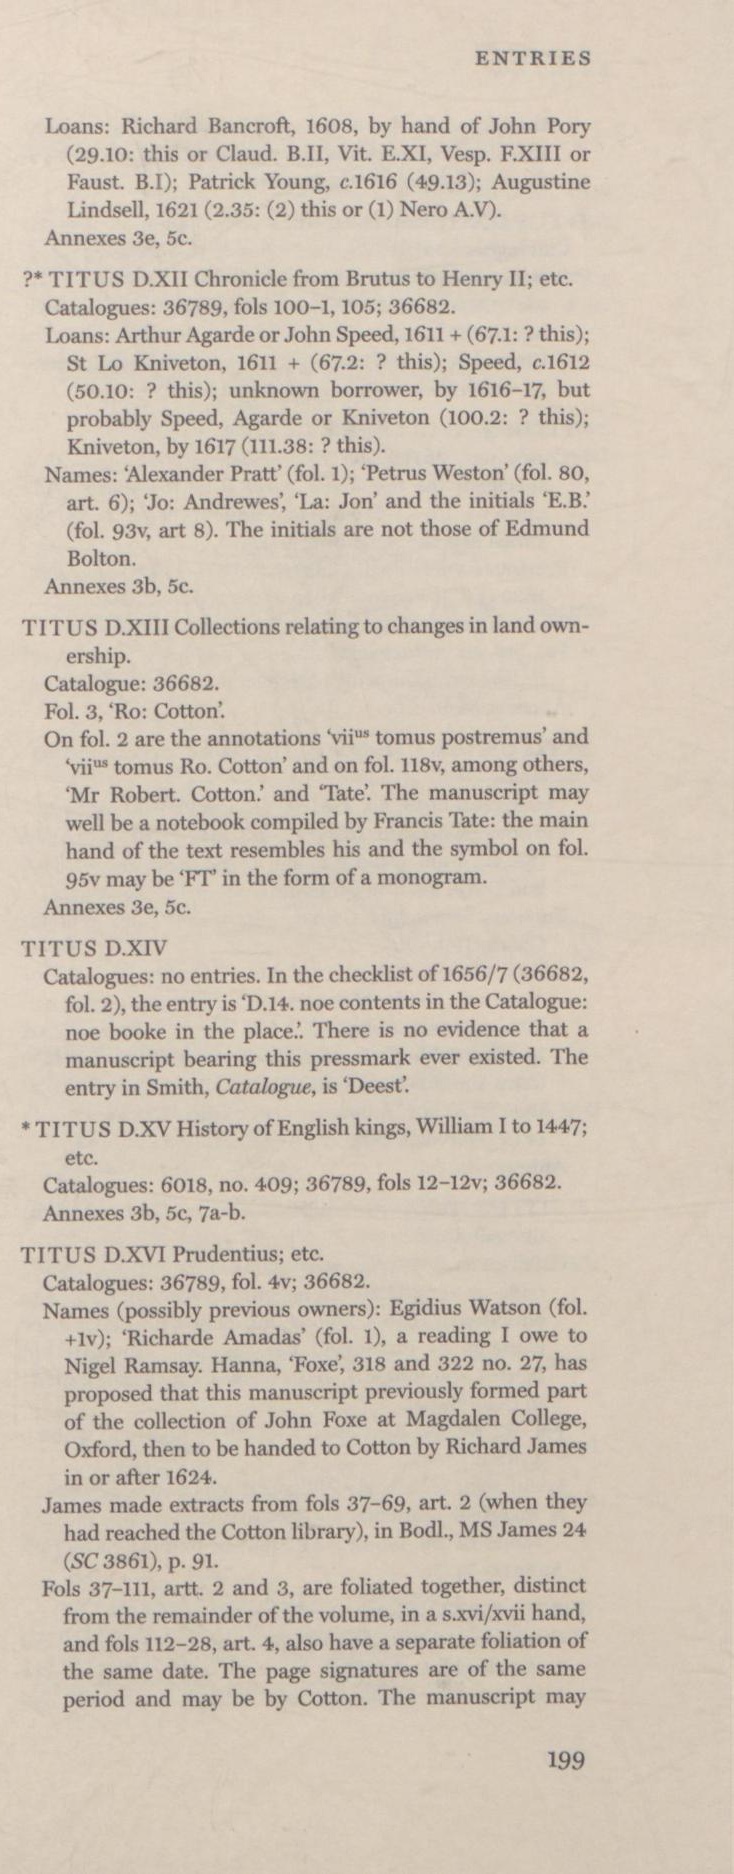 ENTRIES
Loans: Richard Bancroft, 1608, by hand of John Pory
(29.10: this or Claud. B.II, Vit. E.XI, Vesp. F.XIII or
Faust. B.I); Patrick Young, c.1616 (49.13); Augustine
Lindsell, 1621 (2.35: (2) this or (1) Nero A.V).
Annexes 3e, 5c.
?* TITUS D.XII Chronicle from Brutus to Henry II; etc.
Catalogues: 36789, fols 100–1, 105; 36682.
Loans: Arthur Agarde or John Speed, 1611 + (67.1: ? this);
St Lo Kniveton, 1611 + (67.2: ? this); Speed, c.1612
(50.10: ? this); unknown borrower, by 1616–17, but
probably Speed, Agarde or Kniveton (100.2: ? this);
Kniveton, by 1617 (111.38: ? this).
Names: ‘Alexander Pratt’ (fol. 1); ‘Petrus Weston’ (fol. 80,
art. 6); ‘Jo: Andrewes’, ‘La: Jon’ and the initials ‘E.B.’
(fol. 93v, art 8). The initials are not those of Edmund
Bolton.
Annexes 3b, 5c.
TITUS D.XIII Collections relating to changes in land own-
ership.
Catalogue: 36682.
Fol. 3, ‘Ro: Cotton’.
On fol. 2 are the annotations ‘viiᵘˢ tomus postremus’ and
‘viiᵘˢ tomus Ro. Cotton’ and on fol. 118v, among others,
‘Mr Robert. Cotton.’ and ‘Tate’. The manuscript may
well be a notebook compiled by Francis Tate: the main
hand of the text resembles his and the symbol on fol.
95v may be ‘FT’ in the form of a monogram.
Annexes 3e, 5c.
TITUS D.XIV
Catalogues: no entries. In the checklist of 1656/7 (36682,
fol. 2), the entry is ‘D.14. noe contents in the Catalogue:
noe booke in the place.’. There is no evidence that a
manuscript bearing this pressmark ever existed. The
entry in Smith, Catalogue, is ‘Deest’.
* TITUS D.XV History of English kings, William I to 1447;
etc.
Catalogues: 6018, no. 409; 36789, fols 12–12v; 36682.
Annexes 3b, 5c, 7a-b.
TITUS D.XVI Prudentius; etc.
Catalogues: 36789, fol. 4v; 36682.
Names (possibly previous owners): Egidius Watson (fol.
+1v); ‘Richarde Amadas’ (fol. 1), a reading I owe to
Nigel Ramsay. Hanna, ‘Foxe’, 318 and 322 no. 27, has
proposed that this manuscript previously formed part
of the collection of John Foxe at Magdalen College,
Oxford, then to be handed to Cotton by Richard James
in or after 1624.
James made extracts from fols 37–69, art. 2 (when they
had reached the Cotton library), in Bodl., MS James 24
(SC 3861), p. 91.
Fols 37–111, artt. 2 and 3, are foliated together, distinct
from the remainder of the volume, in a s.xvi/xvii hand,
and fols 112–28, art. 4, also have a separate foliation of
the same date. The page signatures are of the same
period and may be by Cotton. The manuscript may
199